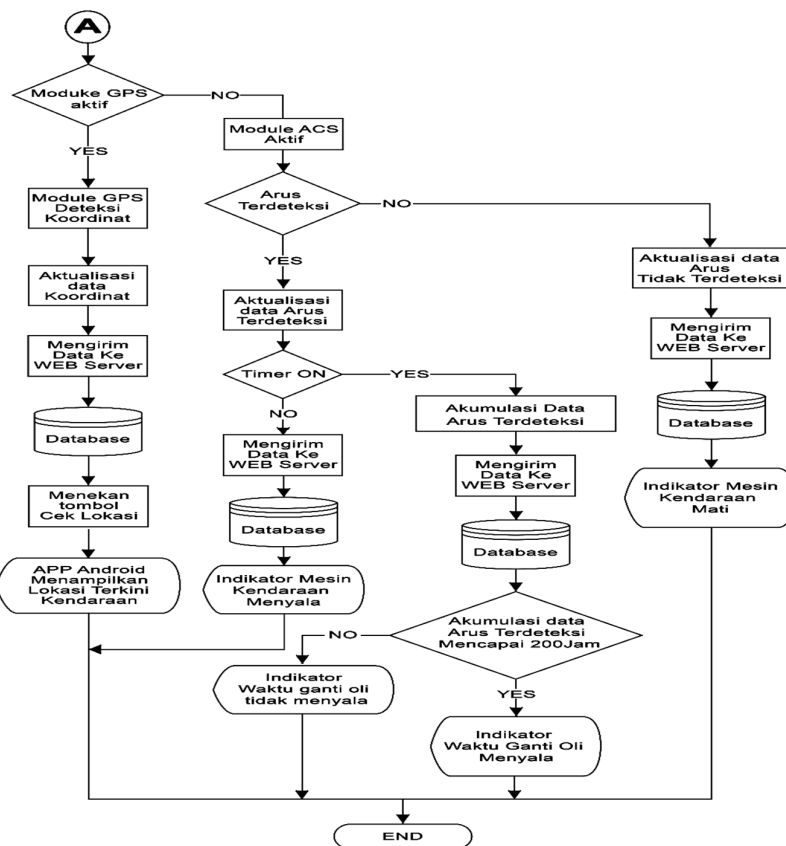 A
Moduke GPS
aktif
NO
YES
Module ACS
Aktif
Module GPS
Deteksi
Koordinat
Arus
Terdeteksi
NO
YES
Aktualisasi data
Arus
Tidak Terdeteksi
Aktualisasi
data
Koordinat
Aktualisasi
data Arus
Terdeteksi
Mengirim
Data Ke
WEB Server
Mengirim
Data Ke
WEB Server
Timer ON
YES
NO
Akumulasi Data
Arus Terdeteksi
Database
Database
Mengirim
Data Ke
WEB Server
Mengirim
Data Ke
WEB Server
Menekan
tombol
Cek Lokasi
Indikator Mesin
Kendaraan
Mati
Database
Database
APP Android
Menampilkan
Lokasi Terkini
Kendaraan
Indikator Mesin
Kendaraan
Menyala
Akumulasi data
Arus Terdeteksi
Mencapai 200Jam
NO
YES
Indikator
Waktu ganti oli
tidak menyala
Indikator
Waktu Ganti Oli
Menyala
END